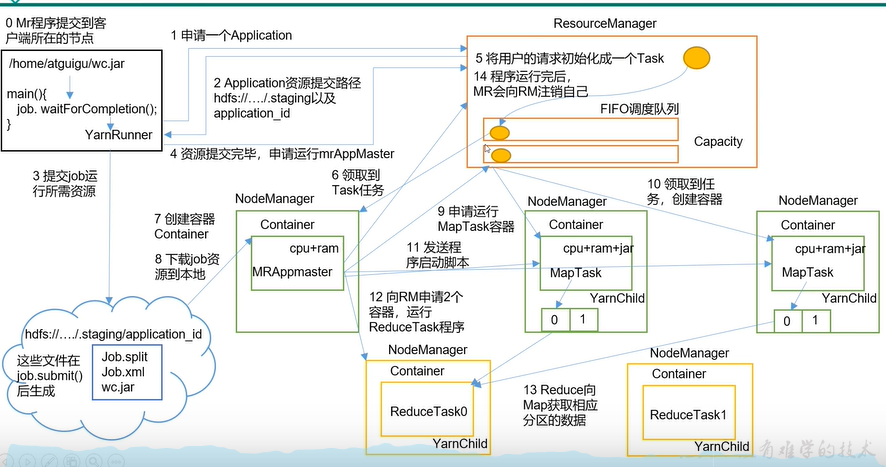 0 Mr程序提交到客
户端所在的节点
/home/atguigu/wc.jar
main(){
job. waitForCompletion();
}
YarnRunner
1 申请一个Application
2 Application资源提交路径
hdfs://…./.staging以及
application_id
4 资源提交完毕，申请运行mrAppMaster
3 提交job运
行所需资源
ResourceManager
5 将用户的请求初始化成一个Task
14 程序运行完后，
MR会向RM注销自己
FIFO调度队列
Capacity
6 领取到
Task任务
7 创建容器
Container
8 下载job资
源到本地
NodeManager
Container
cpu+ram
MRAppmaster
9 申请运行
MapTask容器
11 发送程
序启动脚本
12 向RM申请2个
容器，运行
ReduceTask程序
NodeManager
Container
cpu+ram+jar
MapTask
YarnChild
0
1
10 领取到任
务，创建容器
NodeManager
Container
cpu+ram+jar
MapTask
YarnChild
0
1
hdfs://…./.staging/application_id
这些文件在
job.submit()
后生成
Job.split
Job.xml
wc.jar
NodeManager
Container
ReduceTask0
YarnChild
13 Reduce向
Map获取相应
分区的数据
NodeManager
Container
ReduceTask1
YarnChild
有难学的技术